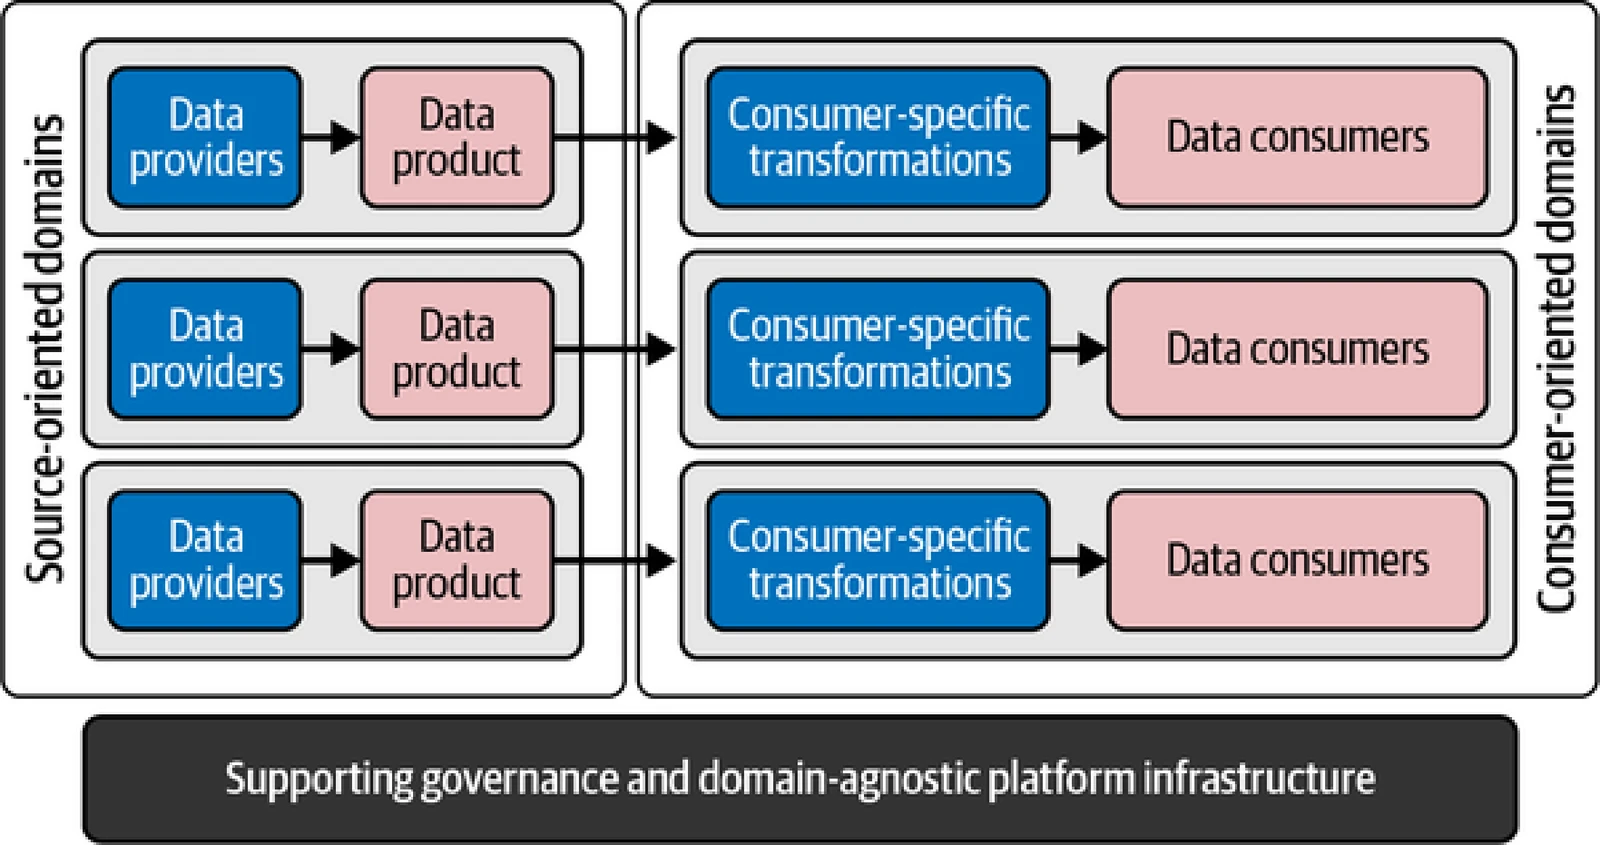 Source-oriented domains
Data
providers
Data
product
Consumer-specific
transformations
Data consumers
Data
providers
Data
product
Consumer-specific
transformations
Data consumers
Data
providers
Data
product
Consumer-specific
transformations
Data consumers
Consumer-oriented domains
Supporting governance and domain-agnostic platform infrastructure